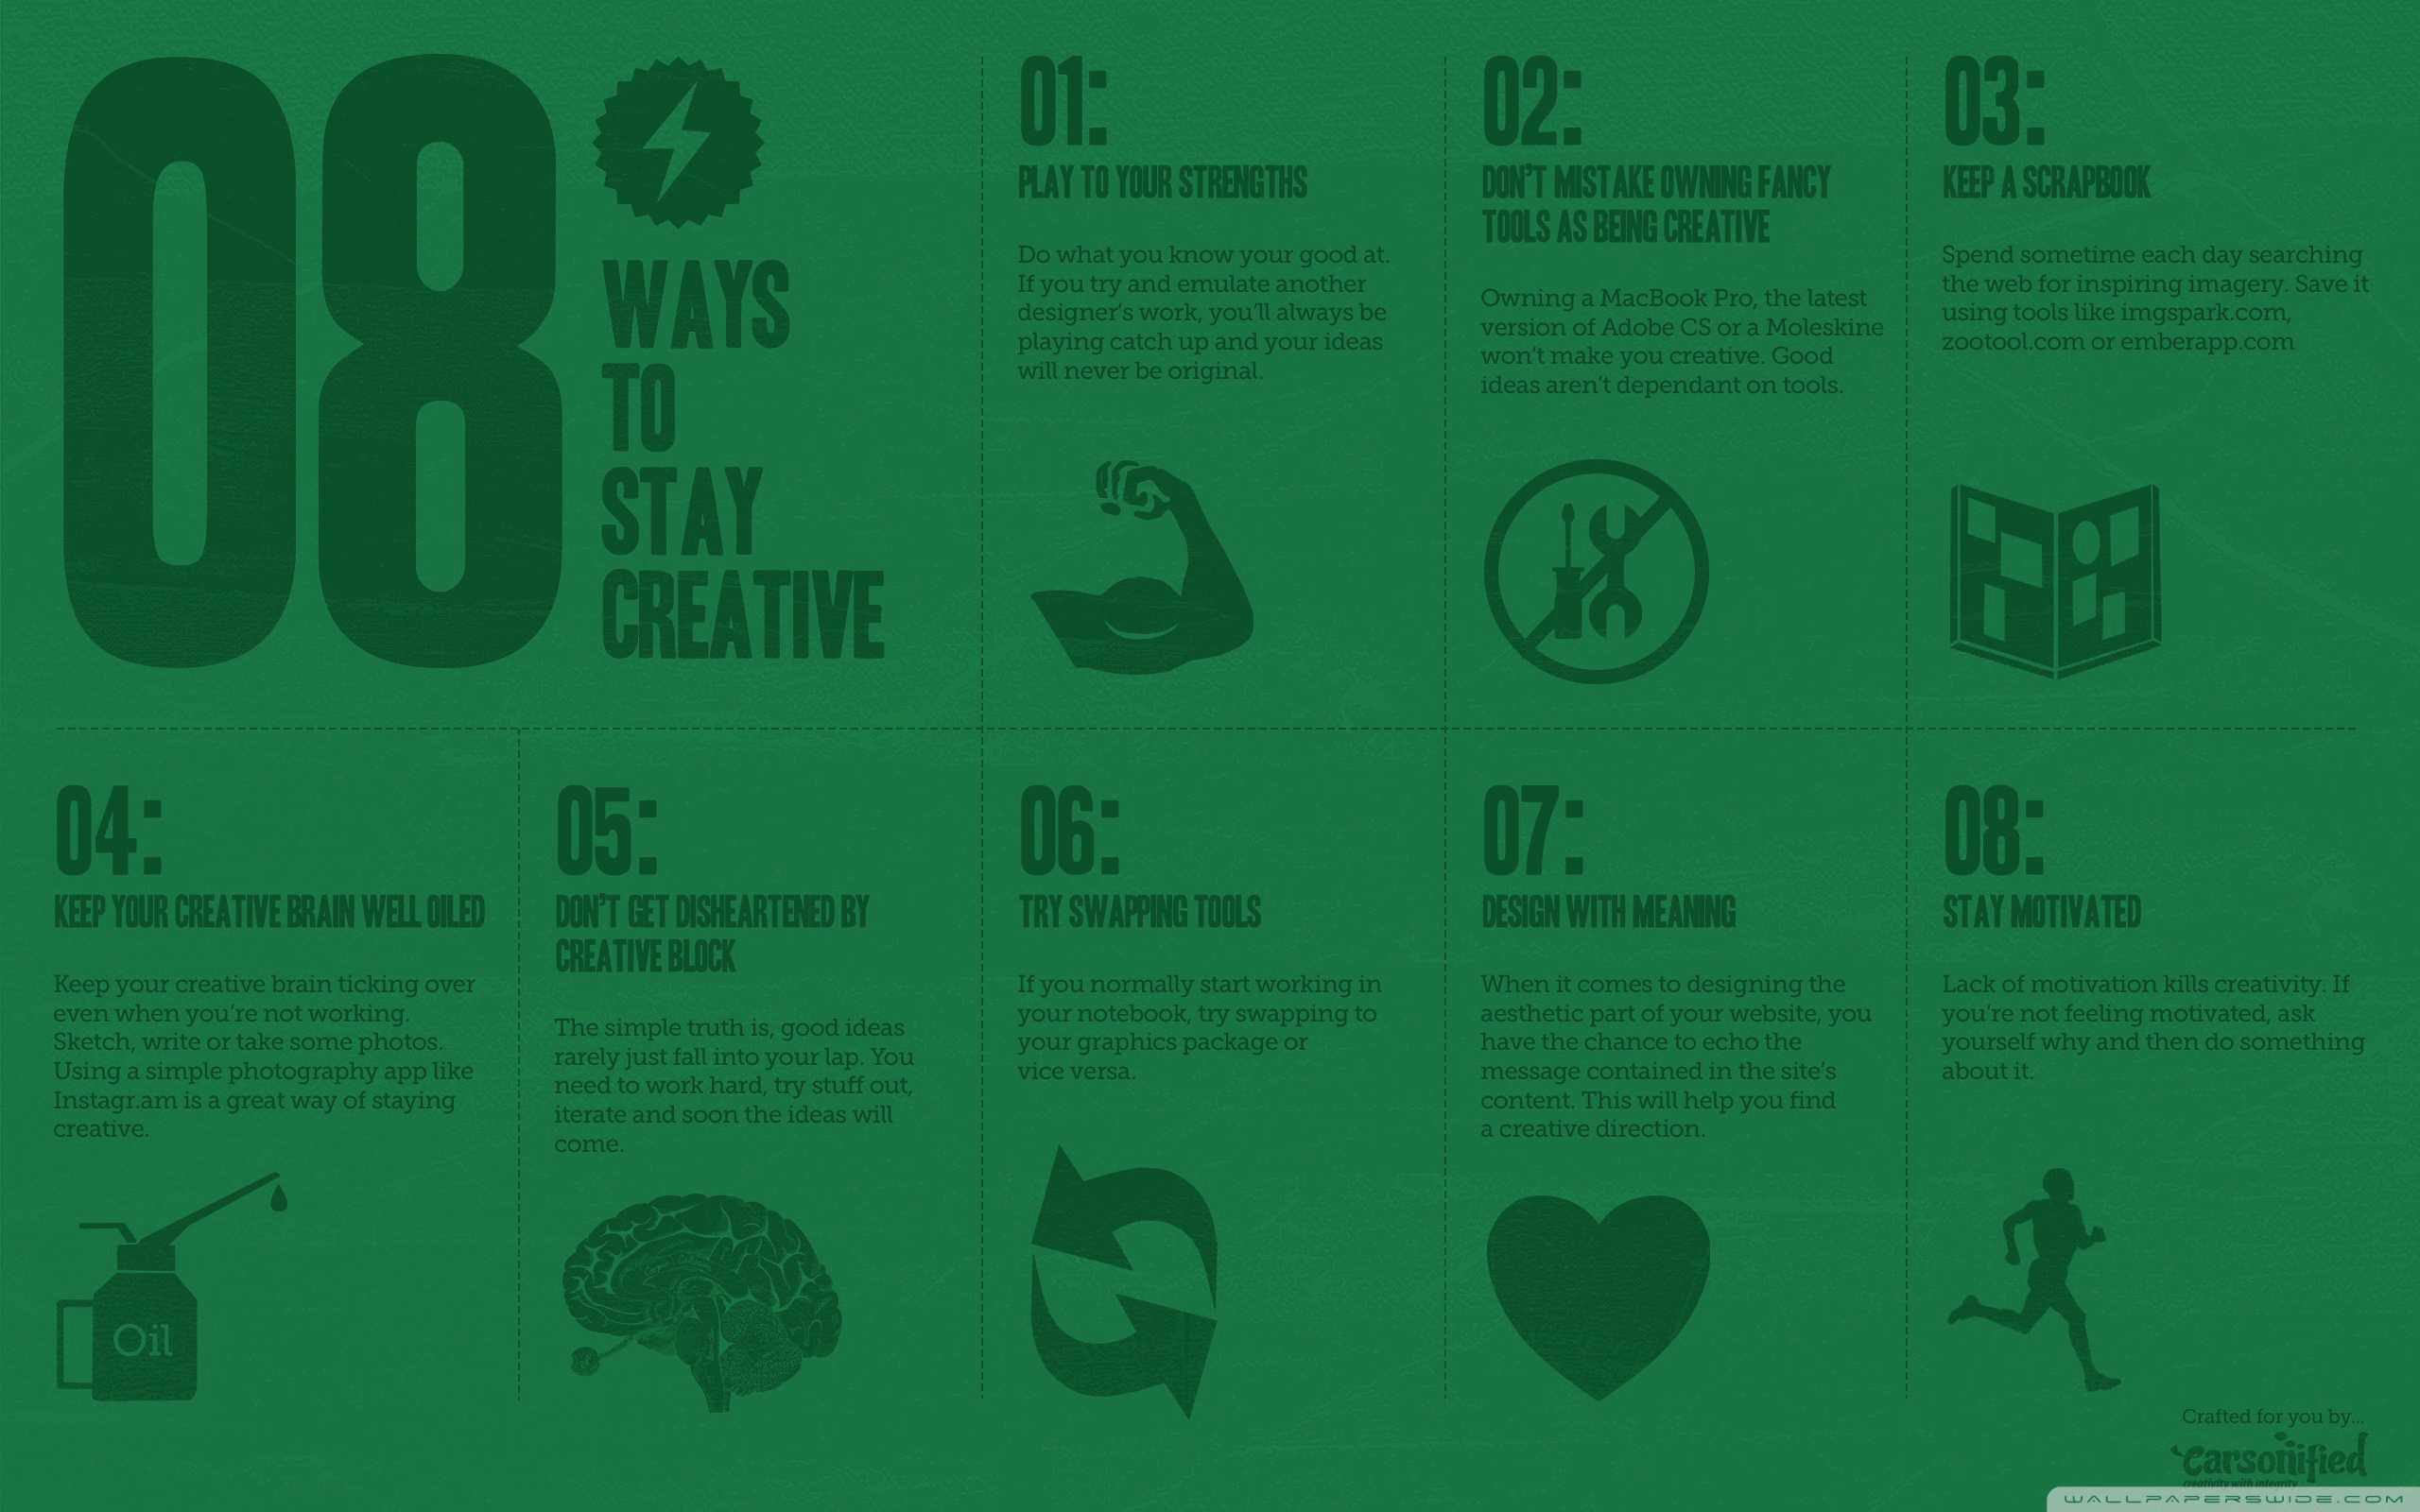 08
WAYS
TO
STAY
CREATIVE
01:
PLAY TO YOUR STRENGTHS
Do what you know your good at.
If you try and emulate another
designer's work, you'll always be
playing catch up and your ideas
will never be original.
02:
DON'T MISTAKE OWNING FANCY
TOOLS AS BEING CREATIVE
Owning a MacBook Pro, the latest
version of Adobe CS or a Moleskine
won't make you creative. Good
ideas aren't dependant on tools.
03:
KEEP A SCRAPBOOK
Spend sometime each day searching
the web for inspiring imagery. Save it
using tools like imgspark.com,
zootool.com or emberapp.com
04:
KEEP YOUR CREATIVE BRAIN WELL OILED
Keep your creative brain ticking over
even when you're not working.
Sketch, write or take some photos.
Using a simple photography app like
Instagr.am is a great way of staying
creative.
Oil
05:
DON'T GET DISHEARTENED BY
CREATIVE BLOCK
The simple truth is, good ideas
rarely just fall into your lap. You
need to work hard, try stuff out,
iterate and soon the ideas will
come.
06:
TRY SWAPPING TOOLS
If you normally start working in
your notebook, try swapping to
your graphics package or
vice versa.
07:
DESIGN WITH MEANING
When it comes to designing the
aesthetic part of your website, you
have the chance to echo the
message contained in the site's
content. This will help you find
a creative direction.
08:
STAY MOTIVATED
Lack of motivation kills creativity. If
you're not feeling motivated, ask
yourself why and then do something
about it.
Crafted for you by...
Carsonified
creativity with integrity
WALLPAPERSWIDE.COM